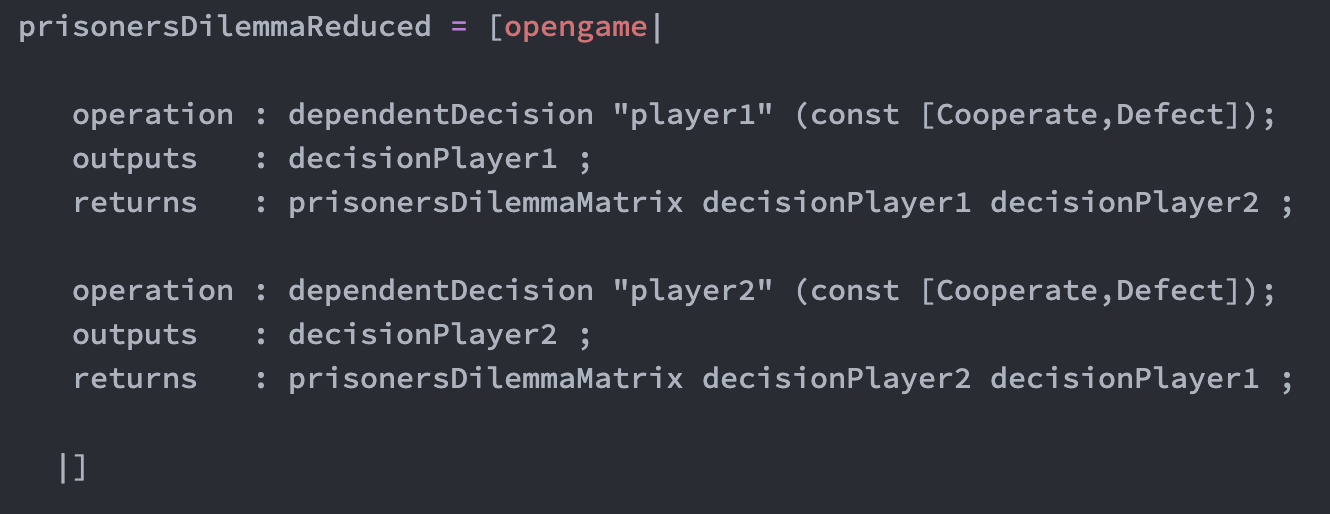 prisonersDilemmaReduced = [opengame|
operation : dependentDecision "player1" (const [Cooperate,Defect]);
outputs   : decisionPlayer1 ;
returns   : prisonersDilemmaMatrix decisionPlayer1 decisionPlayer2 ;
operation : dependentDecision "player2" (const [Cooperate,Defect]);
outputs   : decisionPlayer2 ;
returns   : prisonersDilemmaMatrix decisionPlayer2 decisionPlayer1 ;
|]